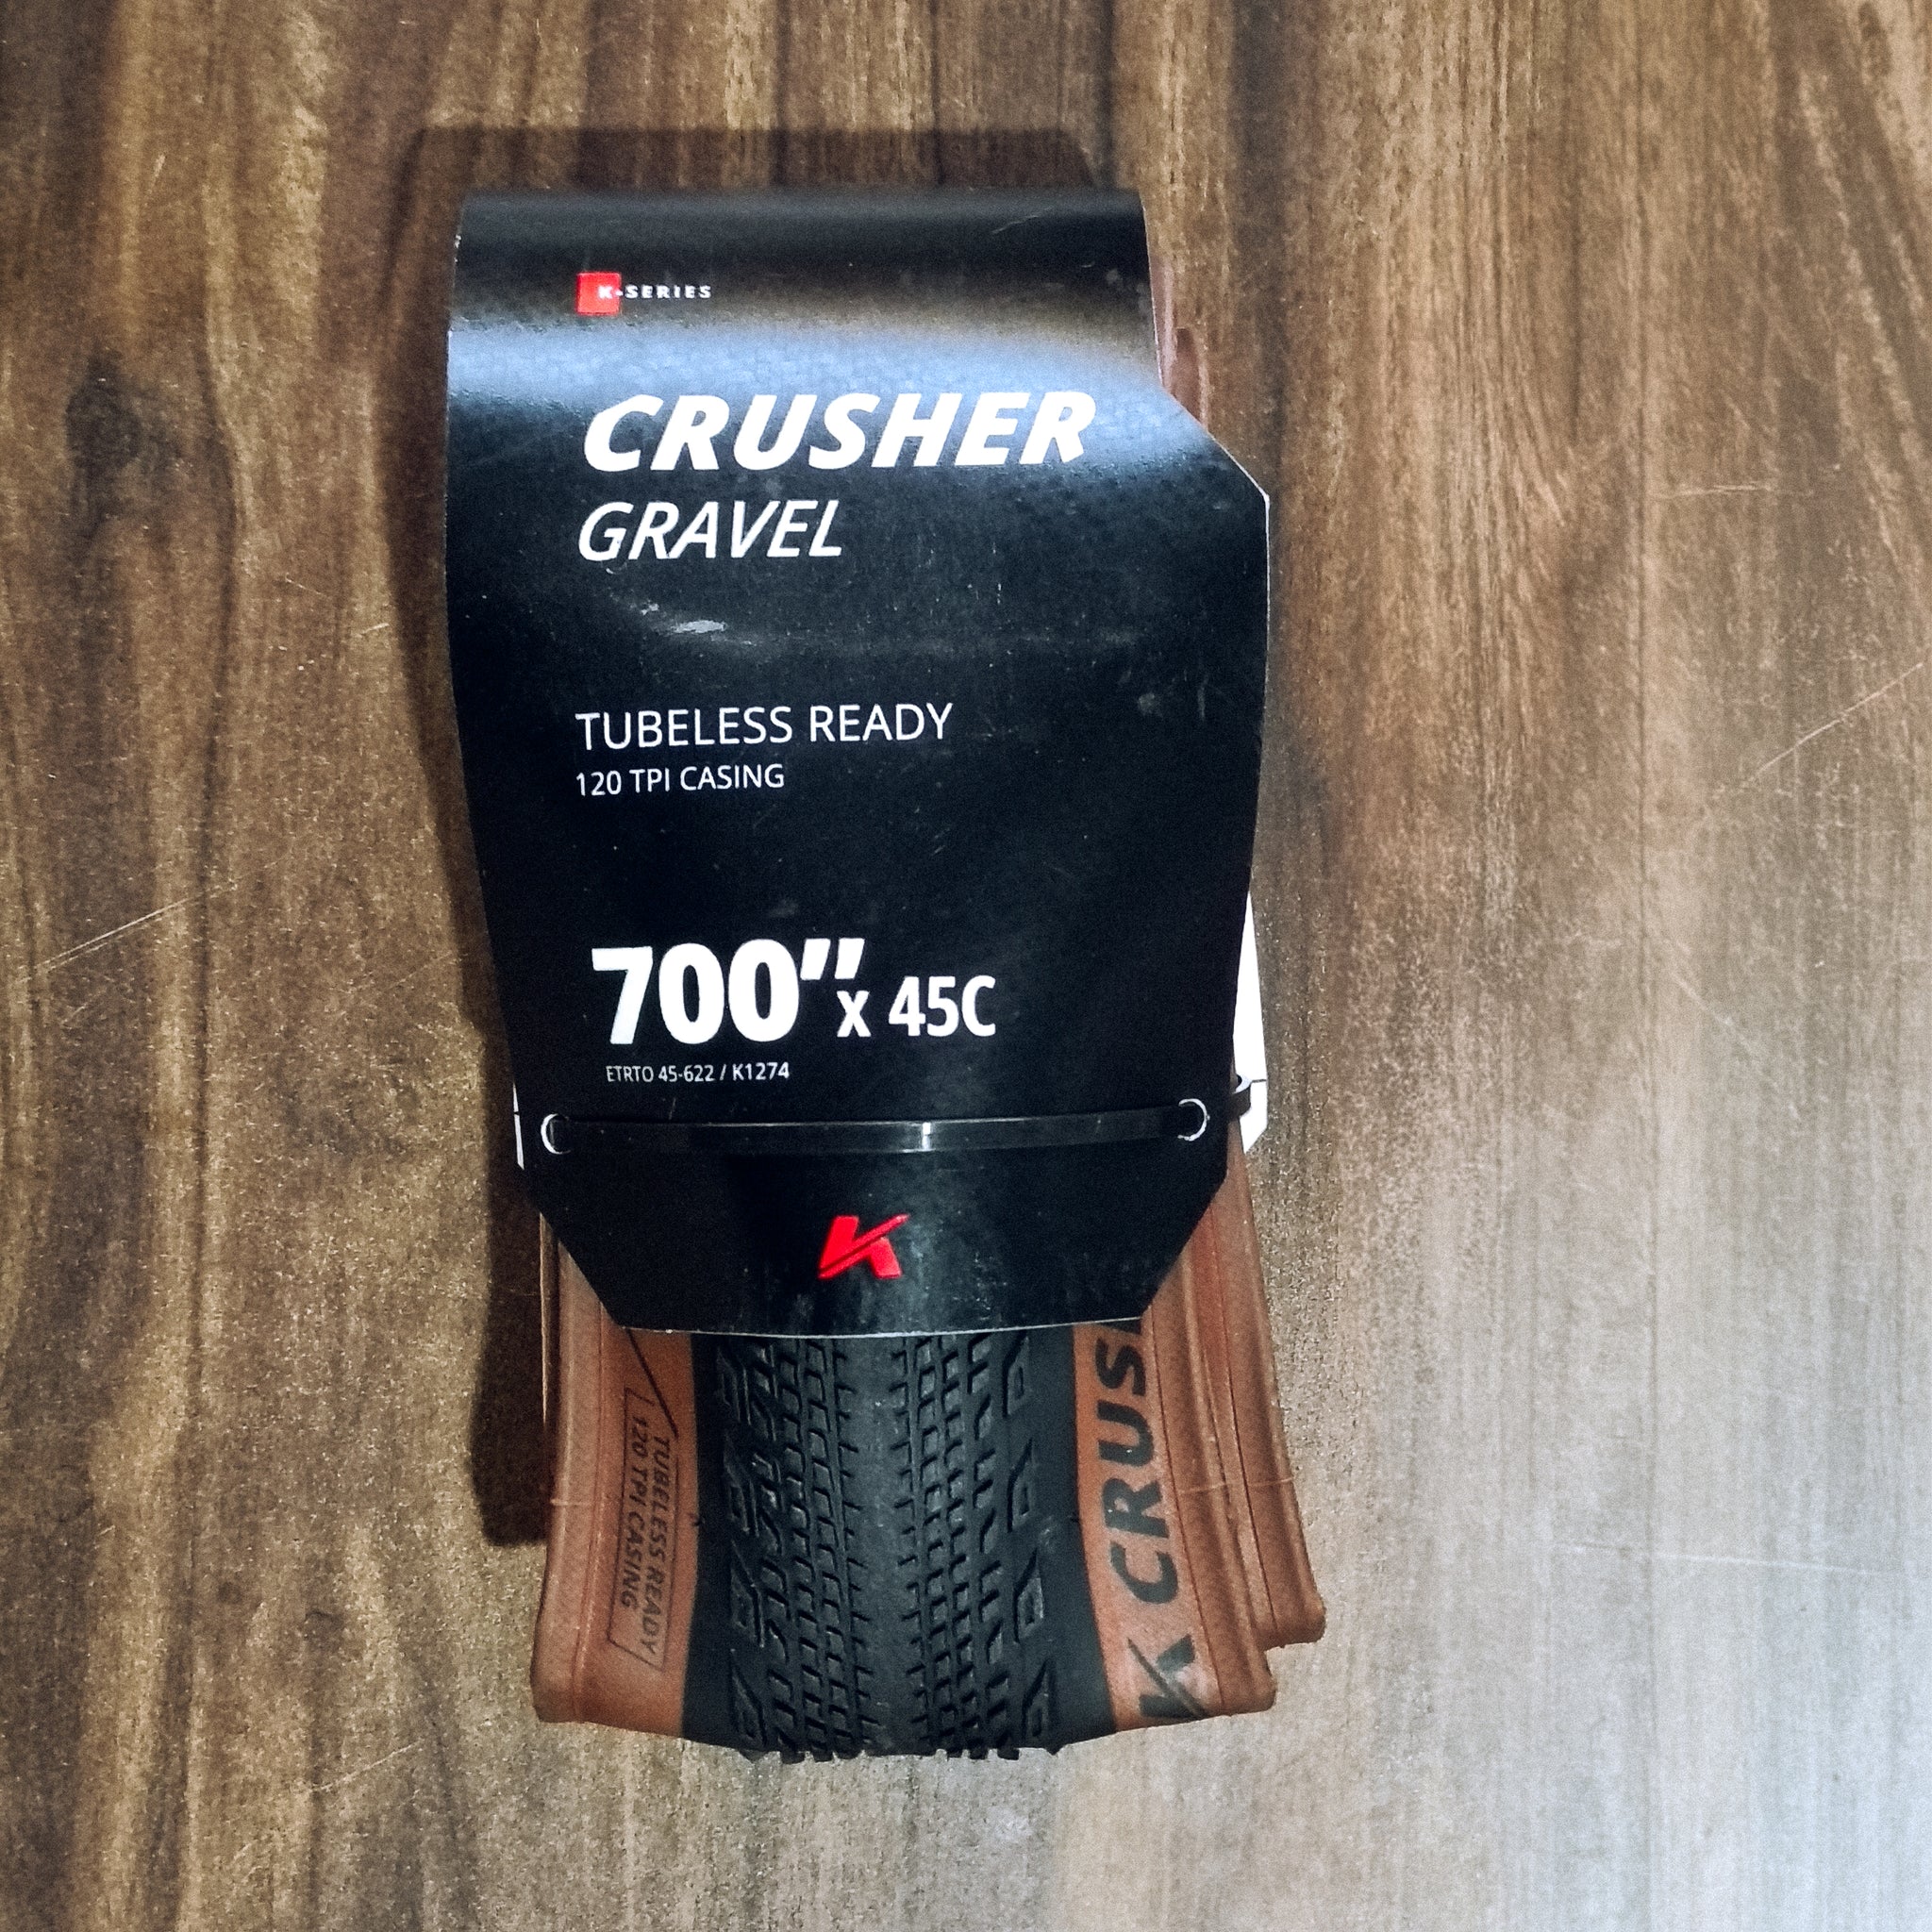 K-SERIES
CRUSHER
GRAVEL
TUBELESS READY
120 TPI CASING
700" x 45C
ETRTO 45-622 / K1274
K
TUBELESS READY
120 TPI CASING
K CRUSH